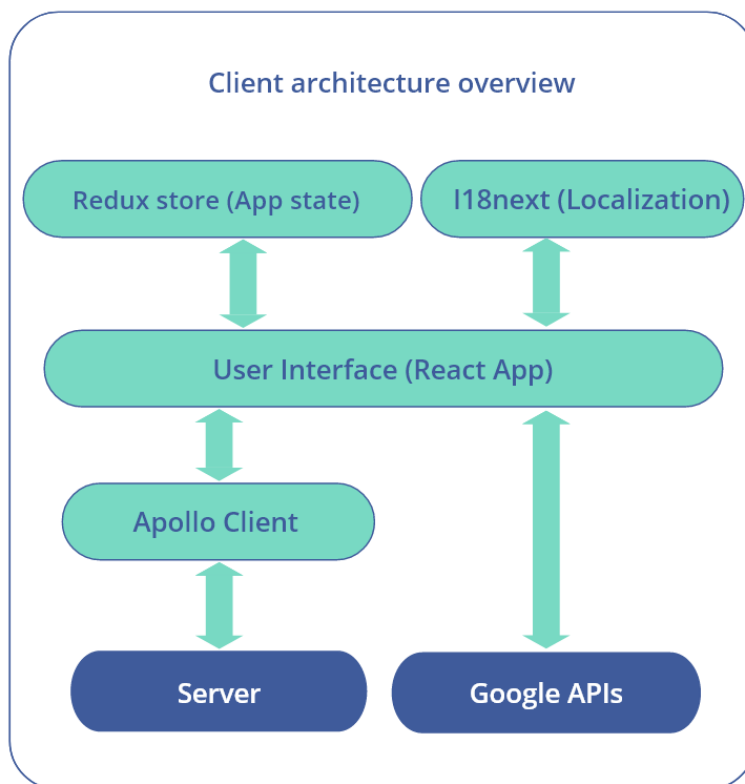 Client architecture overview
Redux store (App state)
I18next (Localization)
User Interface (React App)
Apollo Client
Server
Google APIs